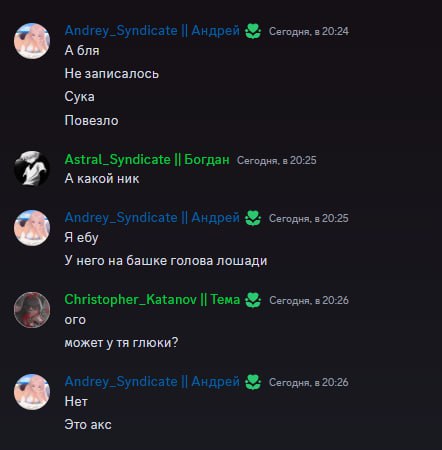 Andrey_Syndicate || Андрей Сегодня, в 20:24
А бля
Не записалось
Сука
Повезло
Astral_Syndicate || Богдан Сегодня, в 20:25
А какой ник
Andrey_Syndicate || Андрей Сегодня, в 20:25
Я ебу
У него на башке голова лошади
Christopher_Katanov || Тема Сегодня, в 20:26
ого
может у тя глюки?
Andrey_Syndicate || Андрей Сегодня, в 20:26
Нет
Это акс